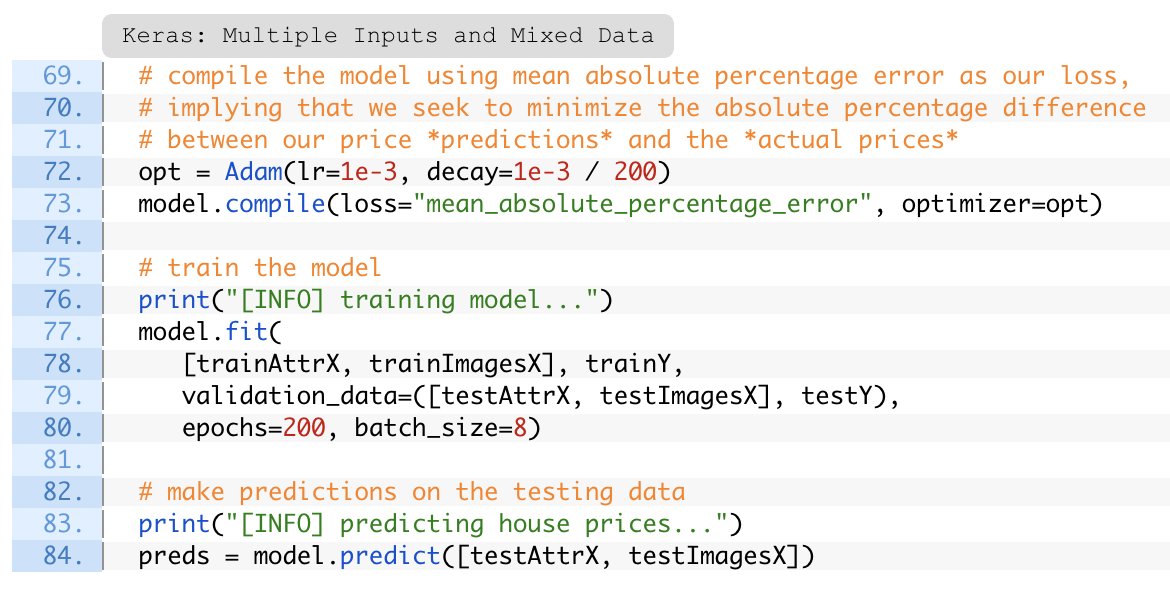 Keras: Multiple Inputs and Mixed Data
69. # compile the model using mean absolute percentage error as our loss,
70. # implying that we seek to minimize the absolute percentage difference
71. # between our price *predictions* and the *actual prices*
72. opt = Adam(lr=1e-3, decay=1e-3 / 200)
73. model.compile(loss="mean_absolute_percentage_error", optimizer=opt)
74.
75. # train the model
76. print("[INFO] training model...")
77. model.fit(
78.    [trainAttrX, trainImagesX], trainY,
79.    validation_data=([testAttrX, testImagesX], testY),
80.    epochs=200, batch_size=8)
81.
82. # make predictions on the testing data
83. print("[INFO] predicting house prices...")
84. preds = model.predict([testAttrX, testImagesX])